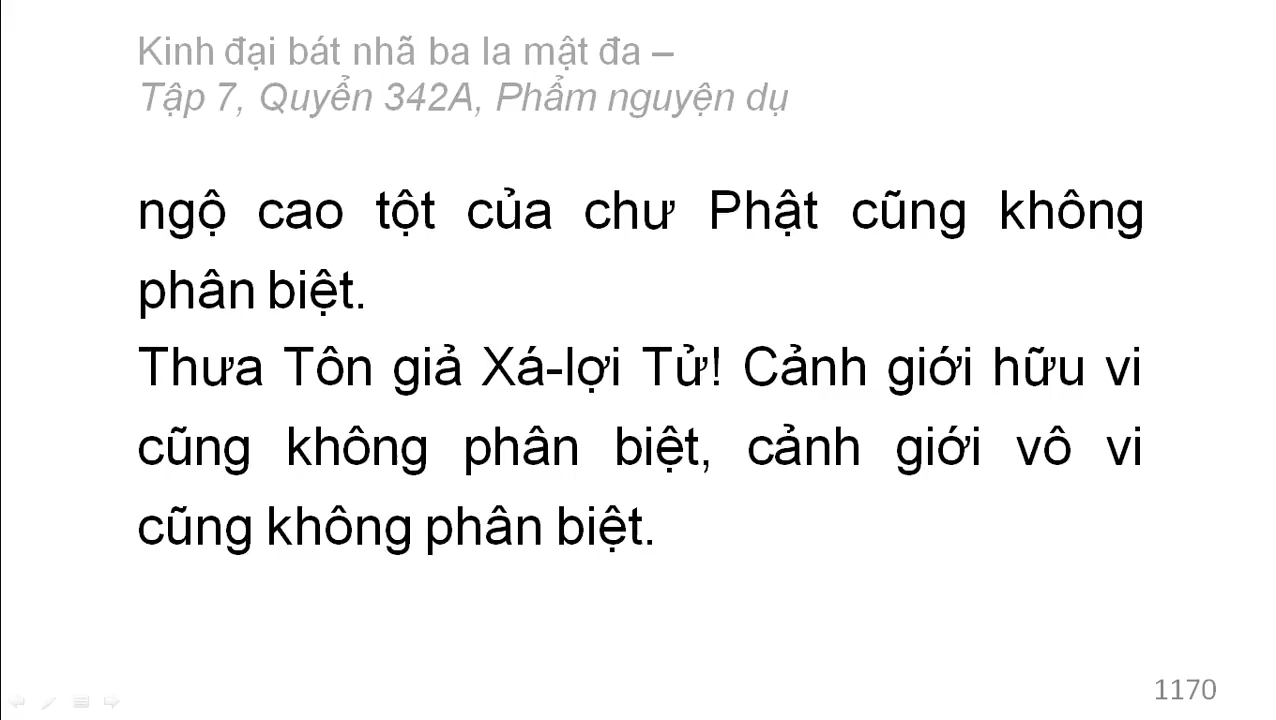 Kinh đại bát nhã ba la mật đa –
Tập 7, Quyển 342A, Phẩm nguyện dụ
ngộ cao tột của chư Phật cũng không
phân biệt.
Thưa Tôn giả Xá-lợi Tử! Cảnh giới hữu vi
cũng không phân biệt, cảnh giới vô vi
cũng không phân biệt.
1170